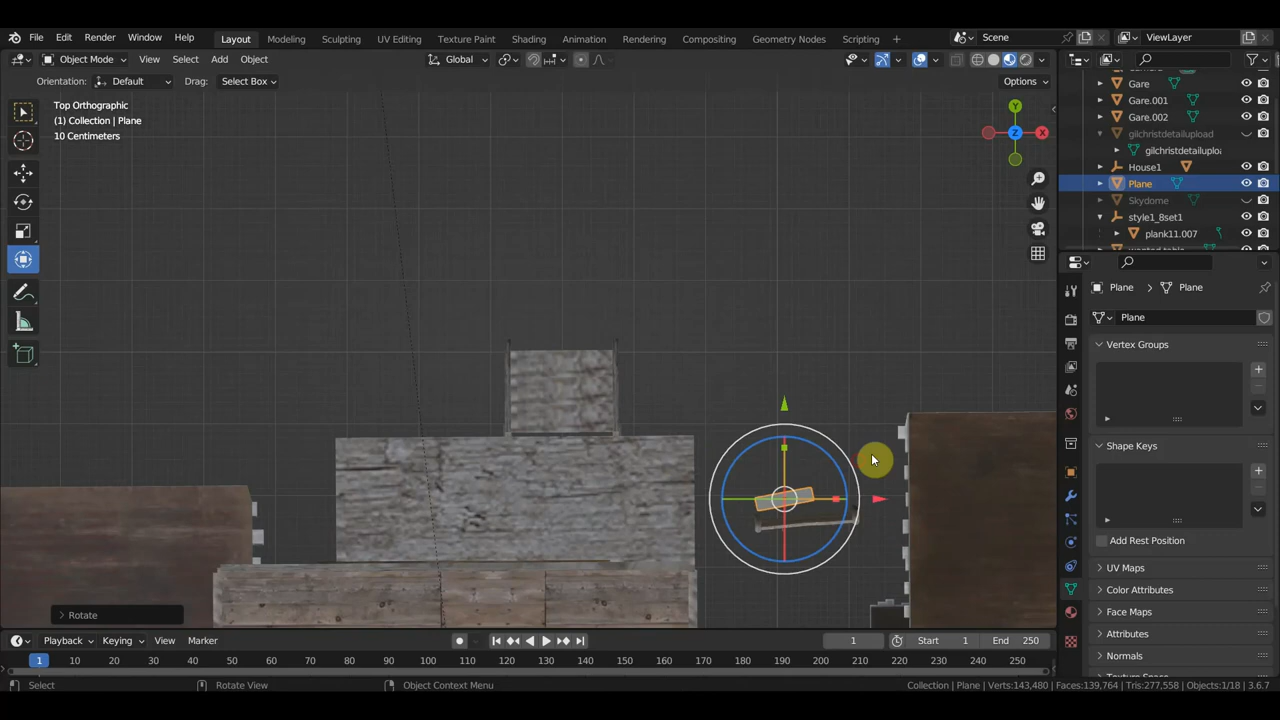 File Edit Render Window Help Layout Modeling Sculpting UV Editing Texture Paint Shading Animation Rendering Compositing Geometry Nodes Scripting + Scene ViewLayer
Object Mode View Select Add Object Global
Orientation: Default Drag: Select Box Options
Top Orthographic
(1) Collection | Plane
10 Centimeters
Y
X
Z
Gare
Gare.001
Gare.002
gilchristdetailupload
gilchristdetailuploa
House1
Plane
Skydome
style1_8set1
plank11.007
Plane > Plane
Plane
Vertex Groups
Shape Keys
Add Rest Position
UV Maps
Color Attributes
Face Maps
Attributes
Normals
Rotate
Playback Keying View Marker 1 Start 1 End 250
1 10 20 30 40 50 60 70 80 90 100 110 120 130 140 150 160 170 180 190 200 210 220 230 240 250
Select Rotate View Object Context Menu Collection | Plane | Verts:143,480 | Faces:139,764 | Tris:277,558 | Objects:1/18 | 3.6.7